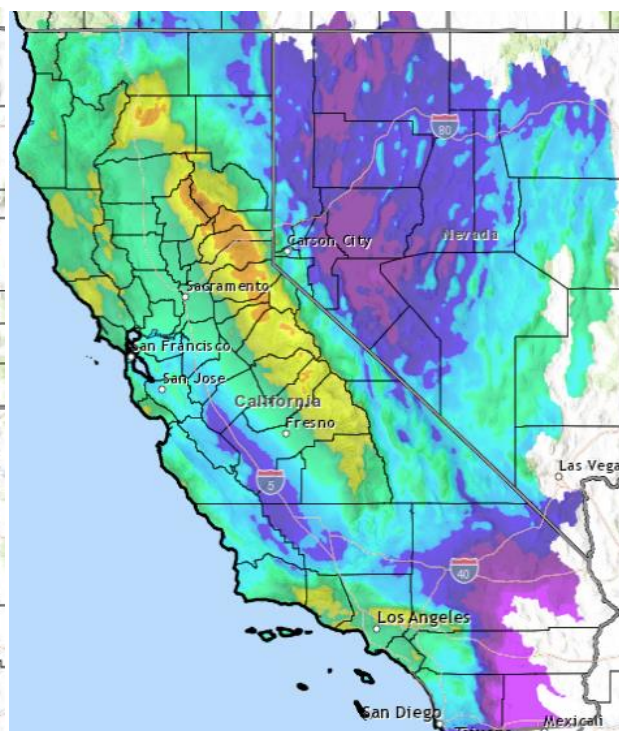 80
Carson City
Nevada
Sacramento
San Francisco
San Jose
California
Fresno
5
Las Vega
40
Los Angeles
San Diego
Mexicali